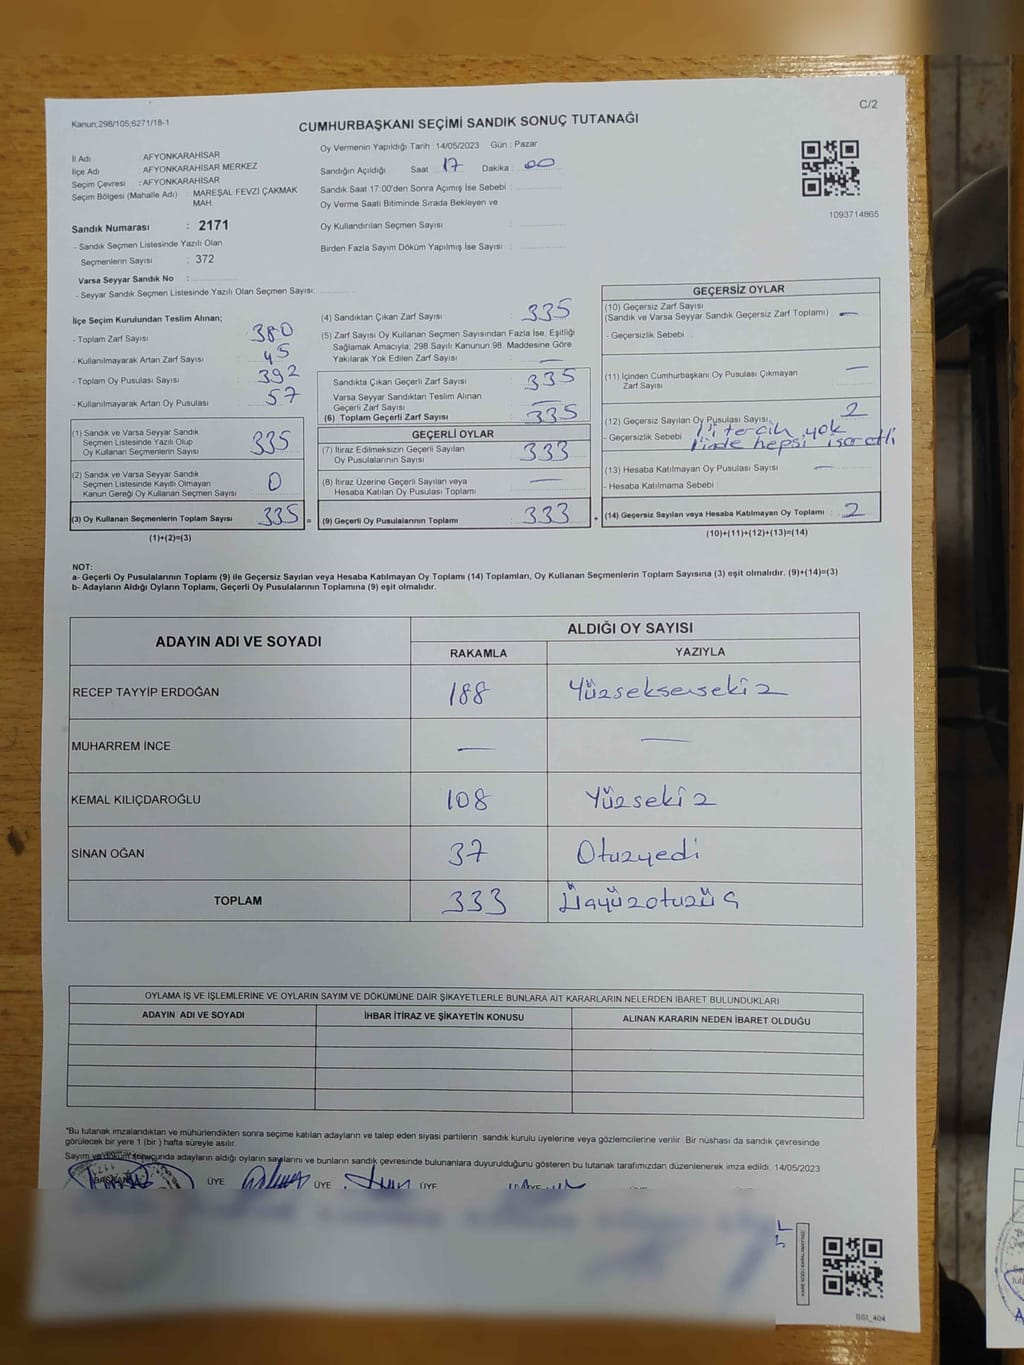 C/2
Kanun;298/105;6271/18-1
CUMHURBAŞKANI SEÇİMİ SANDIK SONUÇ TUTANAĞI
İl Adı AFYONKARAHİSAR
İlçe Adı AFYONKARAHİSAR MERKEZ
Seçim Çevresi : AFYONKARAHİSAR
Seçim Bölgesi (Mahalle Adı) : MAREŞAL FEVZİ ÇAKMAK
MAH
Sandık Numarası : 2171
- Sandık Seçmen Listesinde Yazılı Olan
Seçmenlerin Sayısı : 372
Varsa Seyyar Sandık No :
- Seyyar Sandık Seçmen Listesinde Yazılı Olan Seçmen Sayısı:
Oy Vermenin Yapıldığı Tarih : 14/05/2023 Gün : Pazar
Sandığın Açıldığı Saat 17 Dakika 00
Sandık Saat 17:00'den Sonra Açımış İse Sebebi :
Oy Verme Saati Bitiminde Sırada Bekleyen ve
Oy Kullandırılan Seçmen Sayısı :
Birden Fazla Sayım Döküm Yapılmış İse Sayısı :
1093714865
İlçe Seçim Kurulundan Teslim Alınan;
- Toplam Zarf Sayısı : 380
- Kullanılmayarak Artan Zarf Sayısı : 45
- Toplam Oy Pusulası Sayısı : 392
- Kullanılmayarak Artan Oy Pusulası : 57
(1) Sandık ve Varsa Seyyar Sandık
Seçmen Listesinde Yazılı Olup
Oy Kullanan Seçmenlerin Sayısı : 335
(2) Sandık ve Varsa Seyyar Sandık
Seçmen Listesinde Kayıtlı Olmayan
Kanun Gereği Oy Kullanan Seçmen Sayısı : 0
(3) Oy Kullanan Seçmenlerin Toplam Sayısı : 335 =
(1)+(2)=(3)
(4) Sandıktan Çıkan Zarf Sayısı : 335
(5) Zarf Sayısı Oy Kullanan Seçmen Sayısından Fazla İse, Eşitliği
Sağlamak Amacıyla; 298 Sayılı Kanunun 98. Maddesine Göre
Yakılarak Yok Edilen Zarf Sayısı : —
Sandıkta Çıkan Geçerli Zarf Sayısı : 335
Varsa Seyyar Sandıktan Teslim Alınan
Geçerli Zarf Sayısı : —
(6) Toplam Geçerli Zarf Sayısı : 335
GEÇERLİ OYLAR
(7) İtiraz Edilmeksizin Geçerli Sayılan
Oy Pusulalarının Sayısı : 333
(8) İtiraz Üzerine Geçerli Sayılan veya
Hesaba Katılan Oy Pusulası Toplamı : —
(9) Geçerli Oy Pusulalarının Toplamı : 333 +
GEÇERSİZ OYLAR
(10) Geçersiz Zarf Sayısı
(Sandık ve Varsa Seyyar Sandık Geçersiz Zarf Toplamı) : —
- Geçersizlik Sebebi :
(11) İçinden Cumhurbaşkanı Oy Pusulası Çıkmayan
Zarf Sayısı : —
(12) Geçersiz Sayılan Oy Pusulası Sayısı : 2
- Geçersizlik Sebebi : tercih yok
hepsi işaretli
(13) Hesaba Katılmayan Oy Pusulası Sayısı : —
- Hesaba Katılmama Sebebi :
(14) Geçersiz Sayılan veya Hesaba Katılmayan Oy Toplamı : 2
(10)+(11)+(12)+(13)=(14)
NOT:
a- Geçerli Oy Pusulalarının Toplamı (9) ile Geçersiz Sayılan veya Hesaba Katılmayan Oy Toplamı (14) Toplamları, Oy Kullanan Seçmenlerin Toplam Sayısına (3) eşit olmalıdır. (9)+(14)=(3)
b- Adayların Aldığı Oyların Toplamı, Geçerli Oy Pusulalarının Toplamına (9) eşit olmalıdır.
ADAYIN ADI VE SOYADI ALDIĞI OY SAYISI
RAKAMLA YAZIYLA
RECEP TAYYİP ERDOĞAN 188 Yüzseksensekiz
MUHARREM İNCE — —
KEMAL KILIÇDAROĞLU 108 Yüzsekiz
SİNAN OĞAN 37 Otuzyedi
TOPLAM 333 Üçyüzotuzüç
OYLAMA İŞ VE İŞLEMLERİNE VE OYLARIN SAYIM VE DÖKÜMÜNE DAİR ŞİKAYETLERLE BUNLARA AİT KARARLARIN NELERDEN İBARET BULUNDUKLARI
ADAYIN ADI VE SOYADI İHBAR İTİRAZ VE ŞİKAYETİN KONUSU ALINAN KARARIN NEDEN İBARET OLDUĞU
*Bu tutanak imzalandıktan ve mühürlendikten sonra seçime katılan adayların ve talep eden siyasi partilerin sandık kurulu üyelerine veya gözlemcilerine verilir. Bir nüshası da sandık çevresinde
görülecek bir yere 1 (bir) hafta süreyle asılır.
Sayım ve döküm sonucunda adayların aldığı oyların sayılarını ve bunların sandık çevresinde bulunanlara duyurulduğunu gösteren bu tutanak tarafımızdan düzenlenerek imza edildi. 14/05/2023
BAŞKAN ÜYE ÜYE ÜYE ÜYE
BSI_404